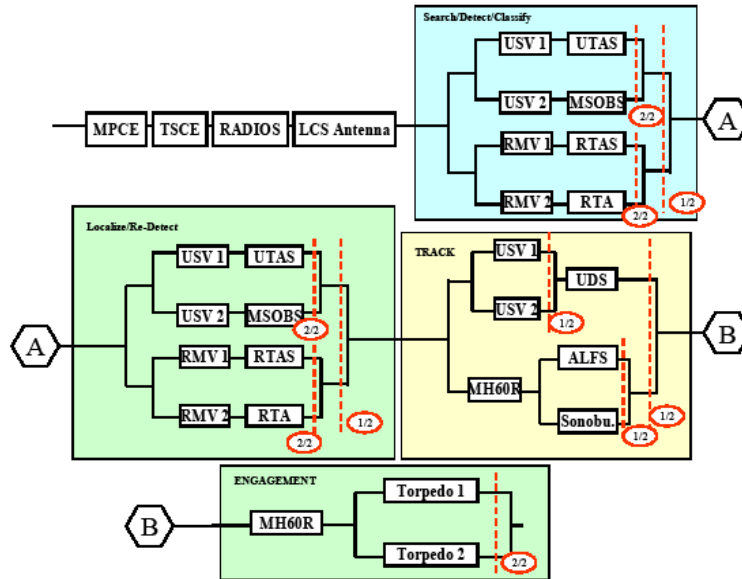 Search/Detect/Classify
USV 1 UTAS
USV 2 MSOBS
2/2
MPCE TSCE RADIOS LCS Antenna
A
RMV 1 RTAS
RMV 2 RTA
2/2 1/2
Localize/Re-Detect
USV 1 UTAS
USV 2 MSOBS
2/2
A
RMV 1 RTAS
RMV 2 RTA
2/2 1/2
TRACK
USV 1
UDS
USV 2
1/2
B
ALFS
MH60R
Sonobu.
1/2 1/2
ENGAGEMENT
Torpedo 1
B MH60R
Torpedo 2
2/2